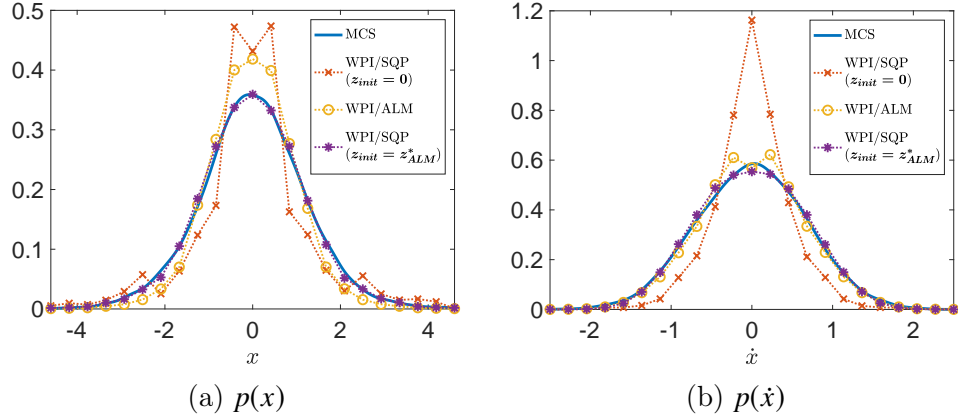 0.5
0.4
0.3
0.2
0.1
0
-4
-2
0
2
4
x
MCS
WPI/SQP
(z_init = 0)
WPI/ALM
WPI/SQP
(z_init = z*_ALM)
(a) p(x)
1.2
1
0.8
0.6
0.4
0.2
0
-2
-1
0
1
2
ẋ
MCS
WPI/SQP
(z_init = 0)
WPI/ALM
WPI/SQP
(z_init = z*_ALM)
(b) p(ẋ)